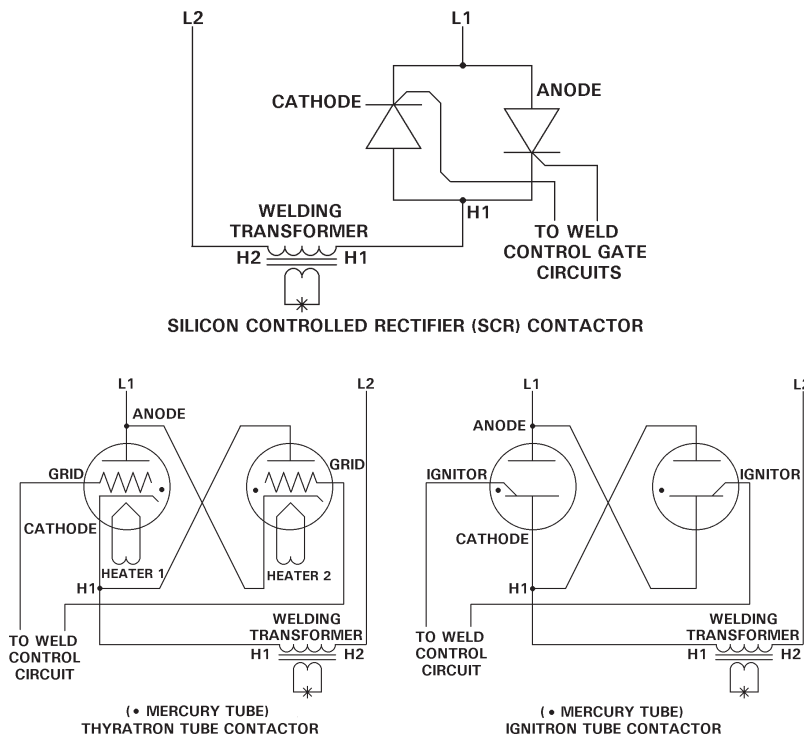 L2
L1
CATHODE
ANODE
H1
WELDING
TRANSFORMER
H2
H1
TO WELD
CONTROL GATE
CIRCUITS
SILICON CONTROLLED RECTIFIER (SCR) CONTACTOR
L1
L2
ANODE
GRID
GRID
CATHODE
HEATER 1
HEATER 2
H1
TO WELD
CONTROL
CIRCUIT
WELDING
TRANSFORMER
H1
H2
(• MERCURY TUBE)
THYRATRON TUBE CONTACTOR
L1
L2
ANODE
IGNITOR
IGNITOR
CATHODE
H1
TO WELD
CONTROL
CIRCUIT
WELDING
TRANSFORMER
H1
H2
(• MERCURY TUBE)
IGNITRON TUBE CONTACTOR